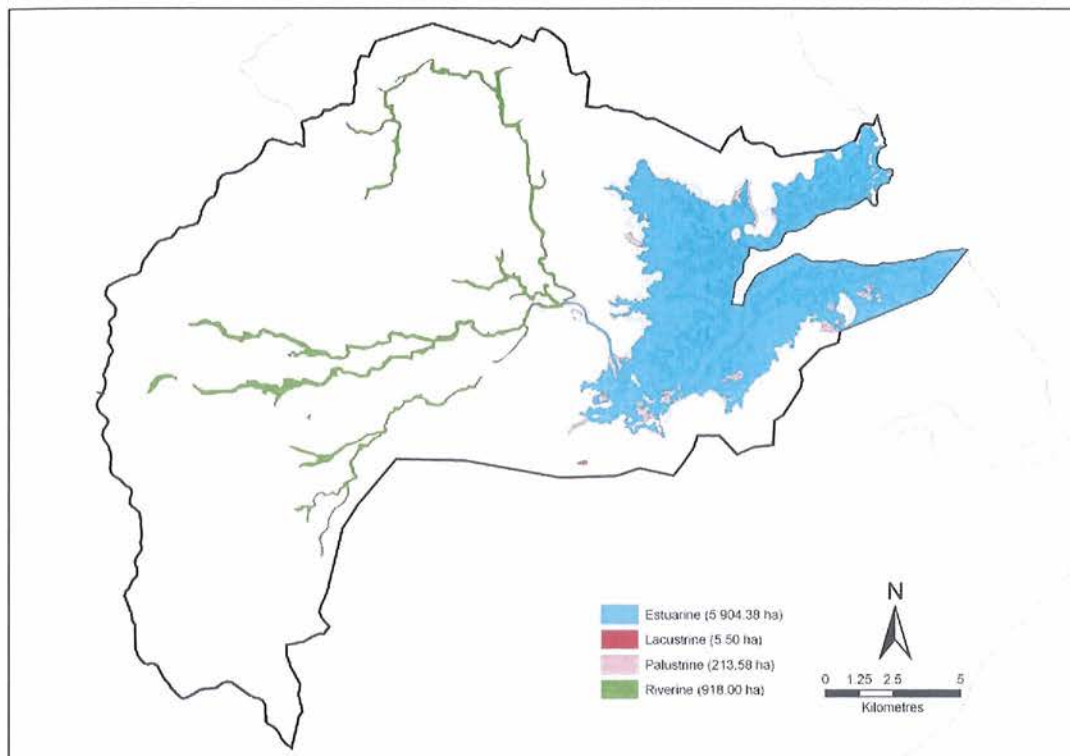 Estuarine (5 904.38 ha)
Lacustrine (5.50 ha)
Palustrine (213.58 ha)
Riverine (918.00 ha)
N
0 1.25 2.5 5
Kilometres